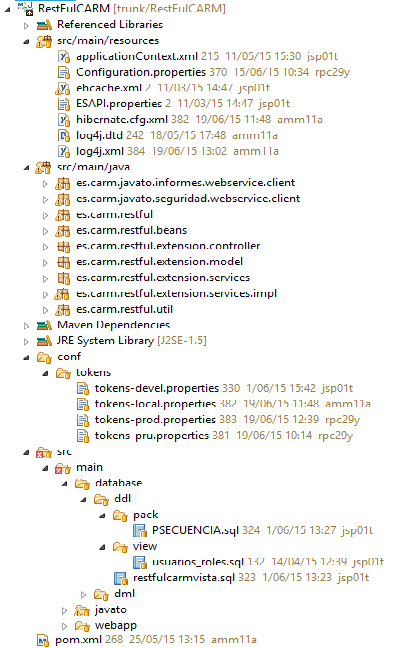 RestFulCARM [trunk/RestFulCARM]
Referenced Libraries
src/main/resources
applicationContext.xml 215 11/05/15 15:30 jsp01t
Configuration.properties 370 15/06/15 10:34 rpc29y
ehcache.xml 2 11/03/15 14:47 jsp01t
ESAPI.properties 2 11/03/15 14:47 jsp01t
hibernate.cfg.xml 382 19/06/15 11:48 amm11a
log4j.dtd 242 18/05/15 17:48 amm11a
log4j.xml 384 19/06/15 13:02 amm11a
src/main/java
es.carm.javato.informes.webservice.client
es.carm.javato.seguridad.webservice.client
es.carm.restful
es.carm.restful.beans
es.carm.restful.extension.controller
es.carm.restful.extension.model
es.carm.restful.extension.services
es.carm.restful.extension.services.impl
es.carm.restful.util
Maven Dependencies
JRE System Library [J2SE-1.5]
conf
tokens
tokens-devel.properties 330 1/06/15 15:42 jsp01t
tokens-local.properties 382 19/06/15 11:48 amm11a
tokens-prod.properties 383 19/06/15 12:39 rpc29y
tokens-pru.properties 381 19/06/15 10:14 rpc29y
src
main
database
ddl
pack
PSECUENCIA.sql 324 1/06/15 13:27 jsp01t
view
usuarios_roles.sql 132 14/04/15 12:39 jsp01t
restfulcarmvista.sql 323 1/06/15 13:23 jsp01t
dml
javato
webapp
pom.xml 268 25/05/15 13:15 amm11a